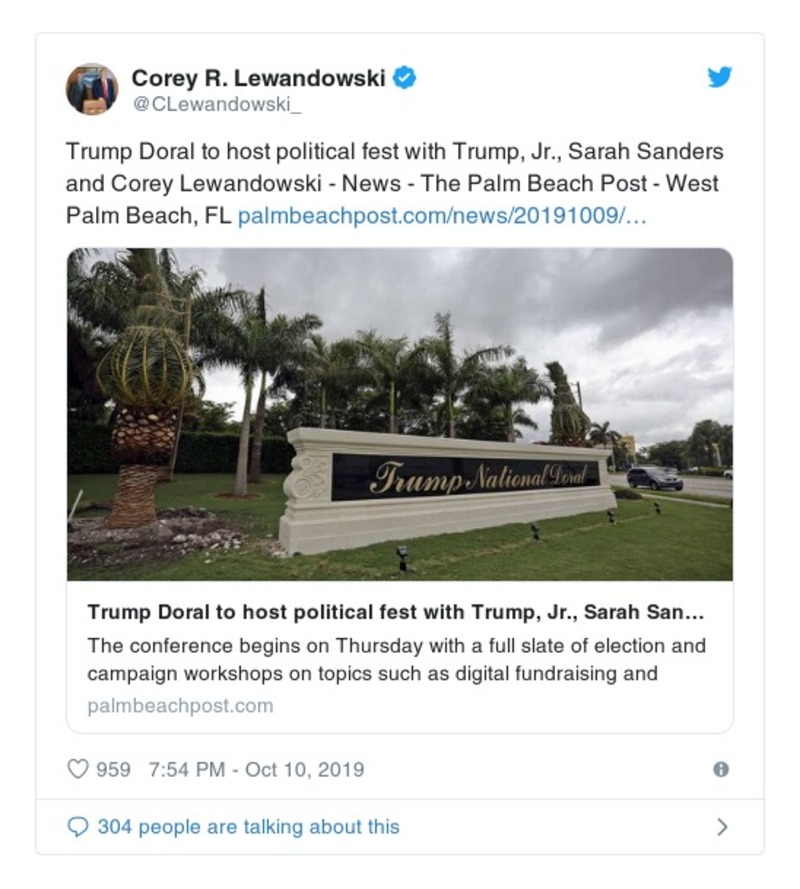 Corey R. Lewandowski
@CLewandowski_
Trump Doral to host political fest with Trump, Jr., Sarah Sanders
and Corey Lewandowski - News - The Palm Beach Post - West
Palm Beach, FL palmbeachpost.com/news/20191009/…
Trump National Doral
Trump Doral to host political fest with Trump, Jr., Sarah San…
The conference begins on Thursday with a full slate of election and
campaign workshops on topics such as digital fundraising and
palmbeachpost.com
959 7:54 PM - Oct 10, 2019
304 people are talking about this